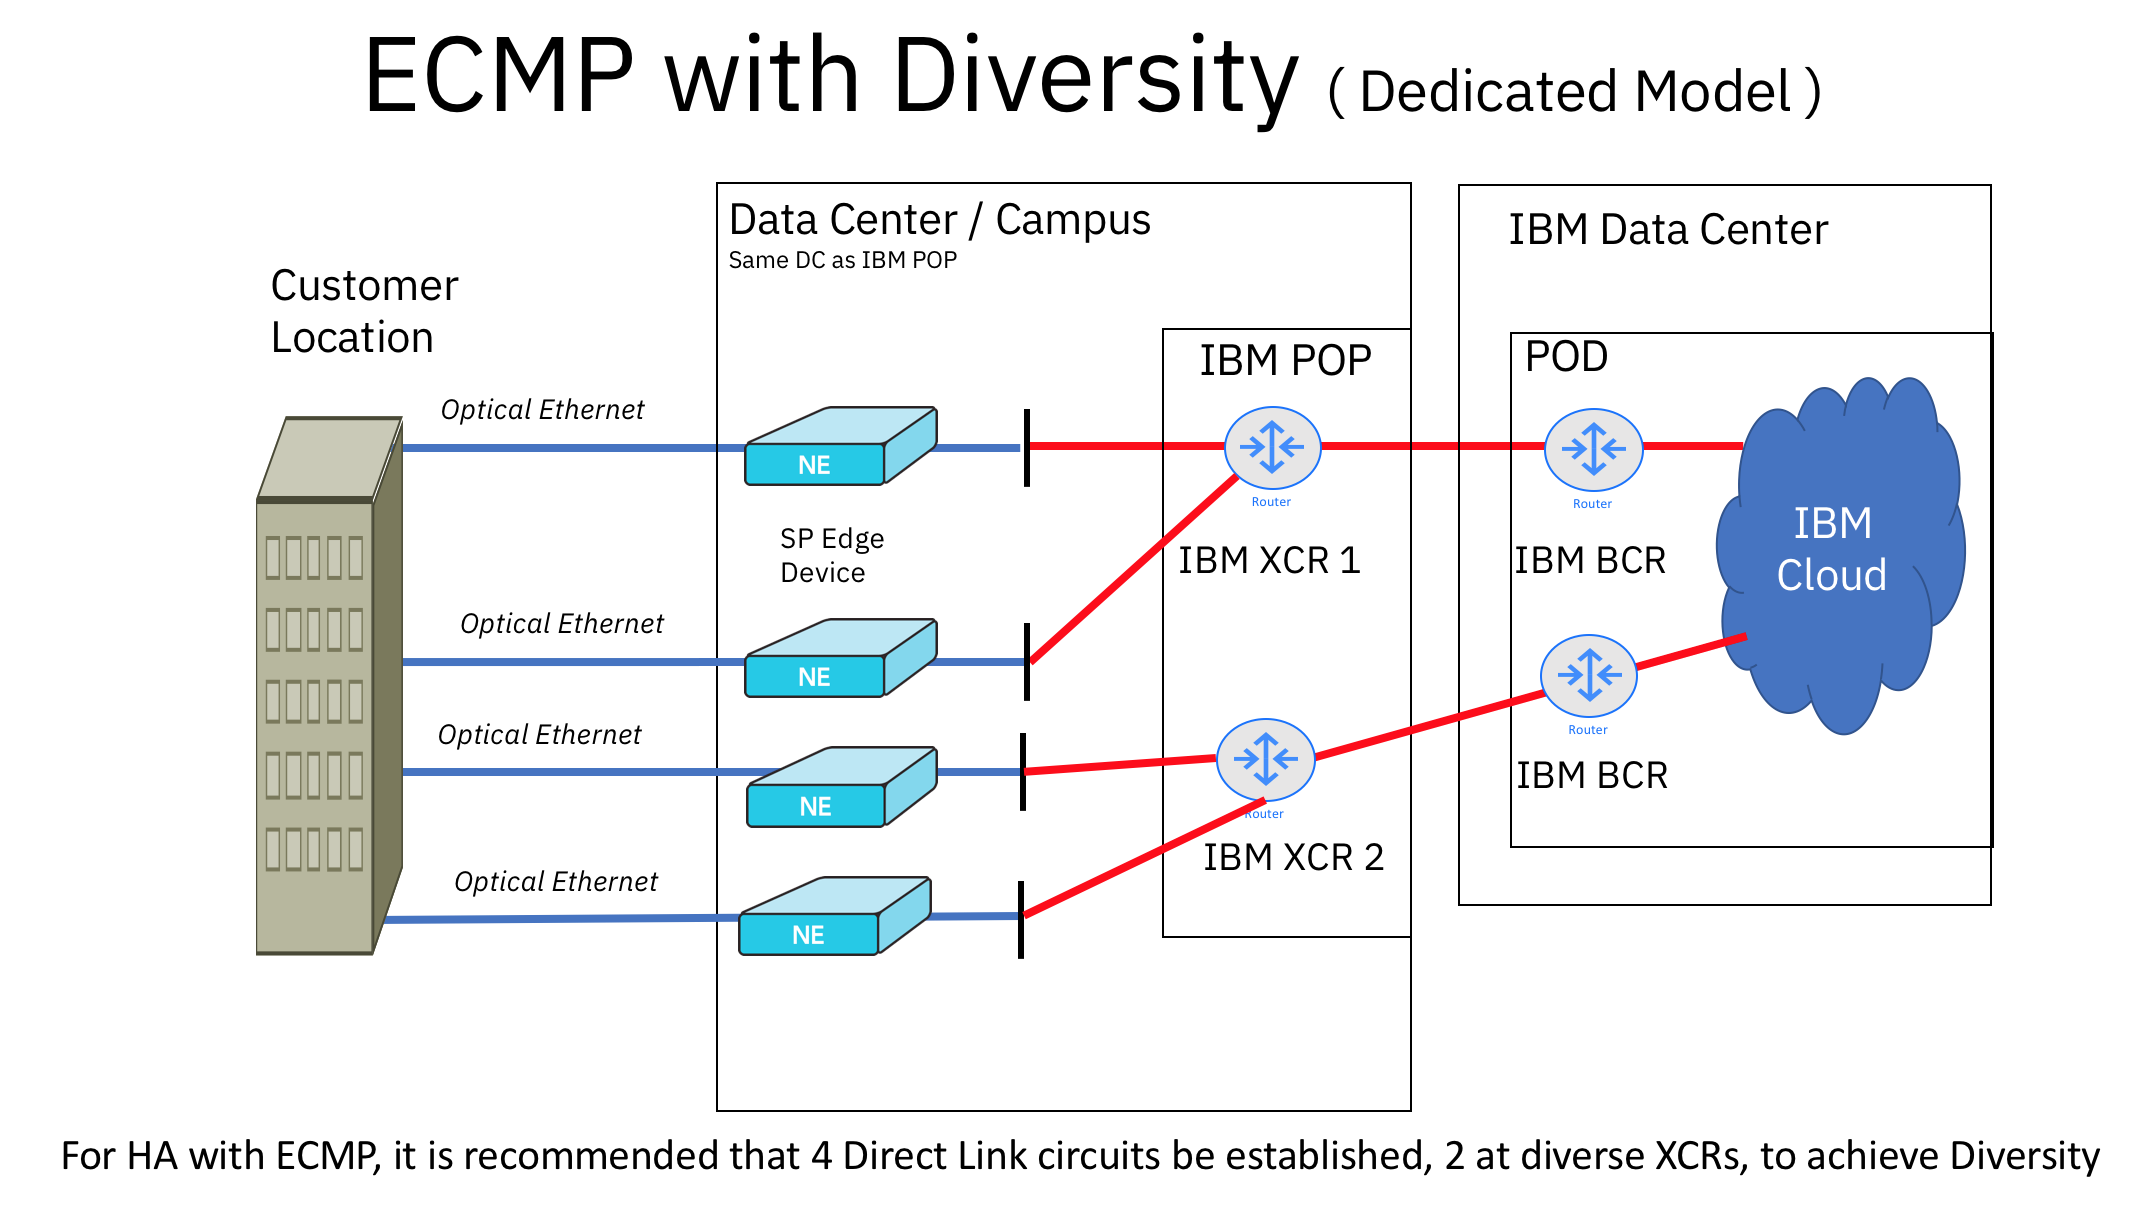 ECMP with Diversity ( Dedicated Model )
Data Center / Campus
Same DC as IBM POP
IBM Data Center
Customer
Location
IBM POP
POD
Optical Ethernet
NE
Router
Router
SP Edge
Device
IBM XCR 1
IBM BCR
IBM
Cloud
Optical Ethernet
NE
Optical Ethernet
Router
IBM BCR
NE
Router
IBM XCR 2
Optical Ethernet
NE
For HA with ECMP, it is recommended that 4 Direct Link circuits be established, 2 at diverse XCRs, to achieve Diversity